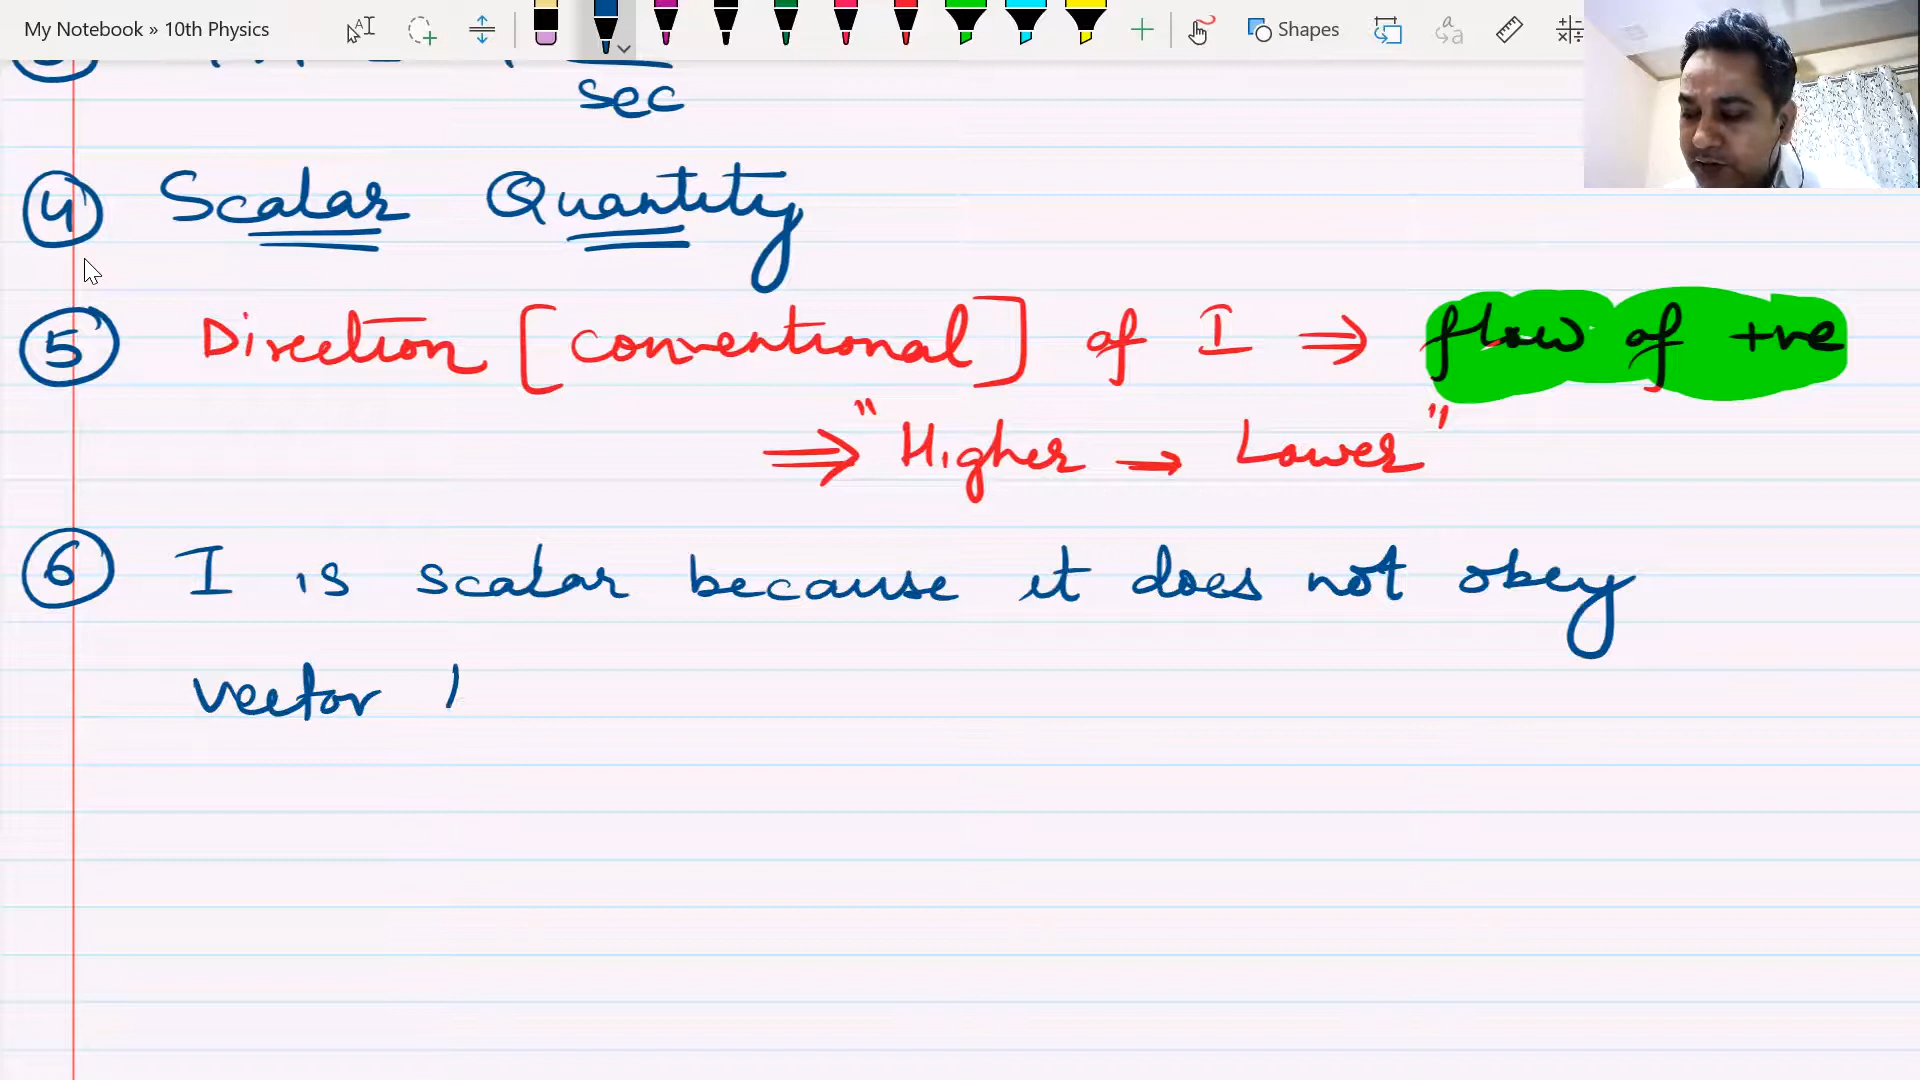 My Notebook » 10th Physics
Shapes
sec
4 Scalar Quantity
5 Direction [conventional] of I ⇒ flow of +ve
⇒ "Higher → Lower"
6 I is scalar because it does not obey
vector